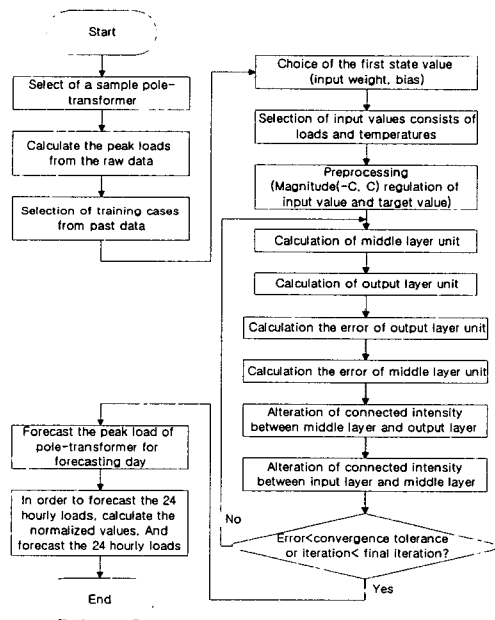 Start
Select of a sample pole-
transformer
Calculate the peak loads
from the raw data
Selection of training cases
from past data
Choice of the first state value
(input weight, bias)
Selection of input values consists of
loads and temperatures
Preprocessing
(Magnitude(-C, C) regulation of
input value and target value)
Calculation of middle layer unit
Calculation of output layer unit
Calculation the error of output layer unit
Calculation the error of middle layer unit
Alteration of connected intensity
between middle layer and output layer
Alteration of connected intensity
between input layer and middle layer
No
Error<convergence tolerance
or iteration< final iteration?
Yes
Forecast the peak load of
pole-transformer for
forecasting day
In order to forecast the 24
hourly loads, calculate the
normalized values, And
forecast the 24 hourly loads
End